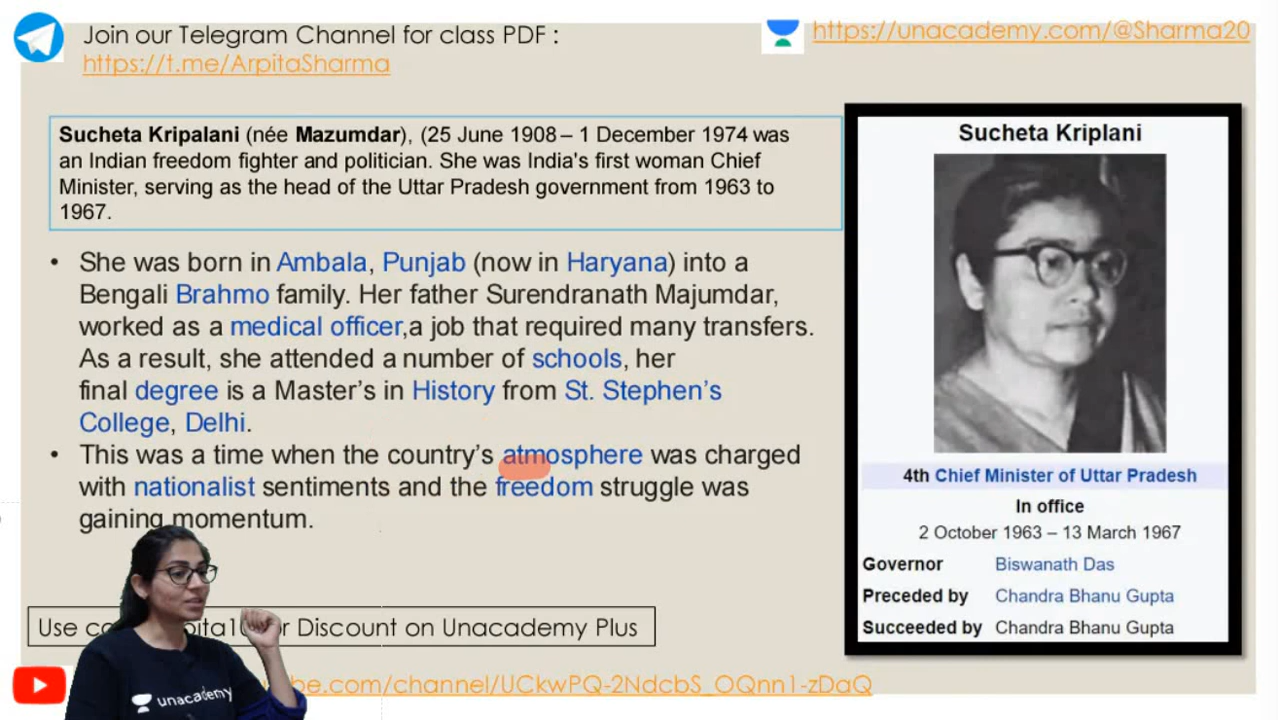 Join our Telegram Channel for class PDF :
https://t.me/ArpitaSharma
https://unacademy.com/@Sharma20
Sucheta Kripalani (née Mazumdar), (25 June 1908 – 1 December 1974 was
an Indian freedom fighter and politician. She was India's first woman Chief
Minister, serving as the head of the Uttar Pradesh government from 1963 to
1967.
• She was born in Ambala, Punjab (now in Haryana) into a
Bengali Brahmo family. Her father Surendranath Majumdar,
worked as a medical officer,a job that required many transfers.
As a result, she attended a number of schools, her
final degree is a Master's in History from St. Stephen's
College, Delhi.
• This was a time when the country's atmosphere was charged
with nationalist sentiments and the freedom struggle was
gaining momentum.
Sucheta Kriplani
4th Chief Minister of Uttar Pradesh
In office
2 October 1963 – 13 March 1967
Governor Biswanath Das
Preceded by Chandra Bhanu Gupta
Succeeded by Chandra Bhanu Gupta
Use Discount on Unacademy Plus
be.com/channel/UCkwPQ-2NdcbS_OQnn1-zDaQ
unacademy